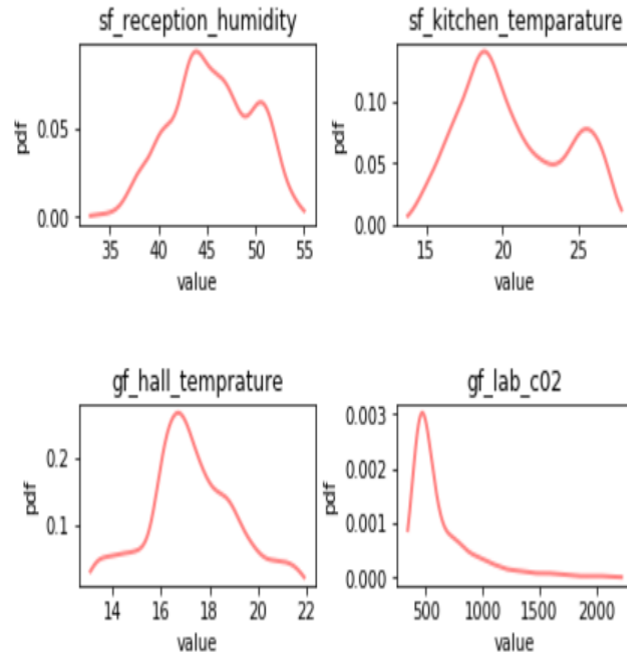 sf_reception_humidity
0.05
0.00
pdf
35 40 45 50 55
value
sf_kitchen_temparature
0.10
0.05
0.00
pdf
15 20 25
value
gf_hall_temprature
0.2
0.1
pdf
14 16 18 20 22
value
gf_lab_c02
0.003
0.002
0.001
0.000
pdf
500 1000 1500 2000
value